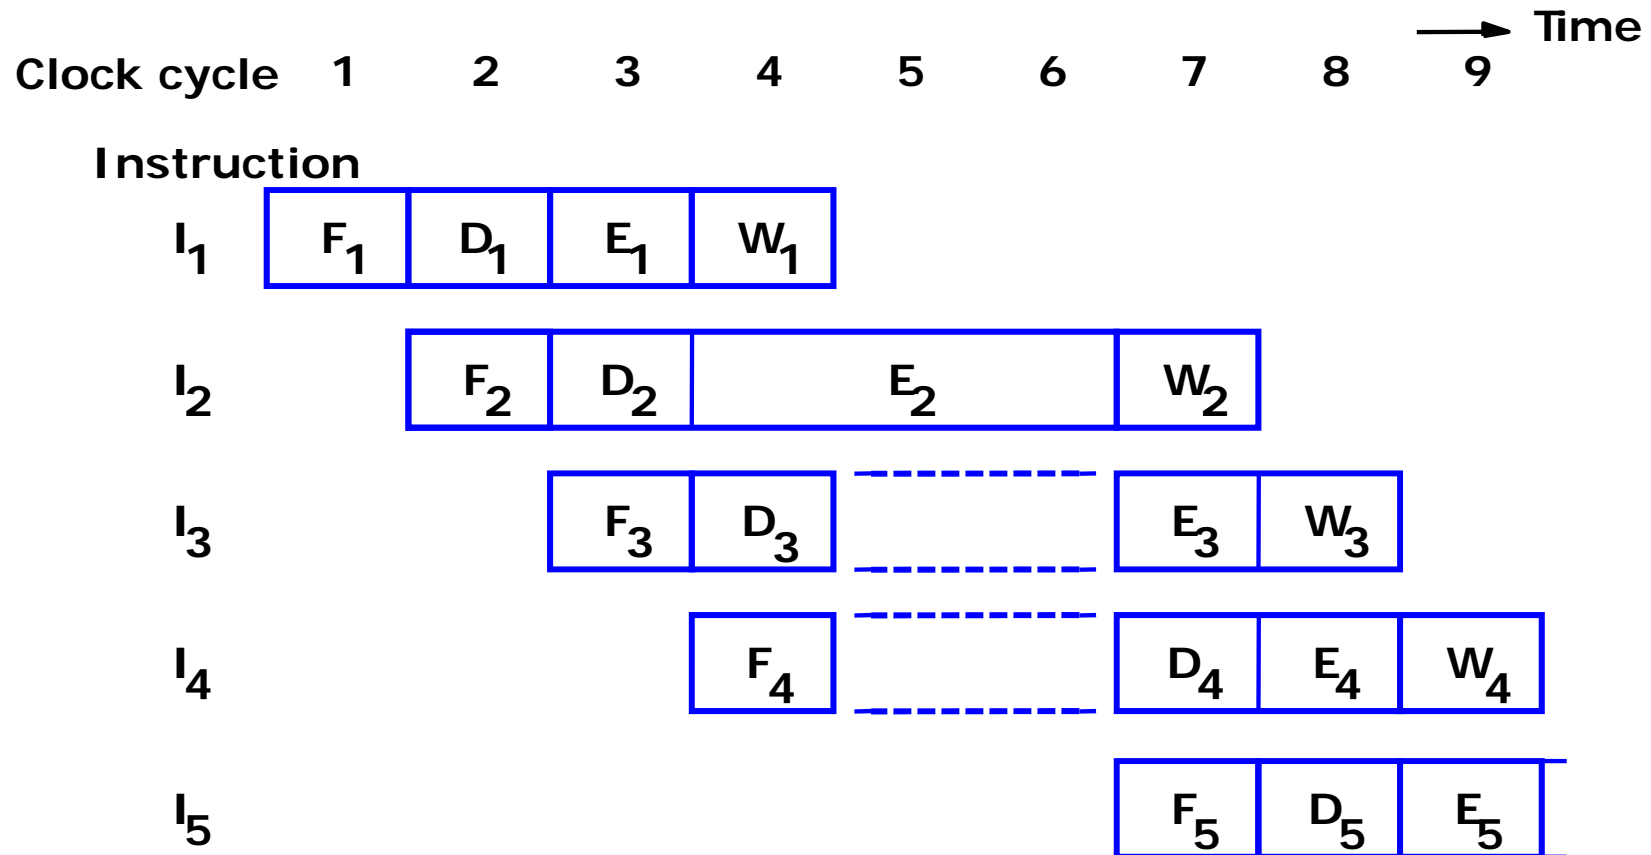 Time
Clock cycle 1 2 3 4 5 6 7 8 9
Instruction
I1 F1 D1 E1 W1
I2 F2 D2 E2 W2
I3 F3 D3 E3 W3
I4 F4 D4 E4 W4
I5 F5 D5 E5